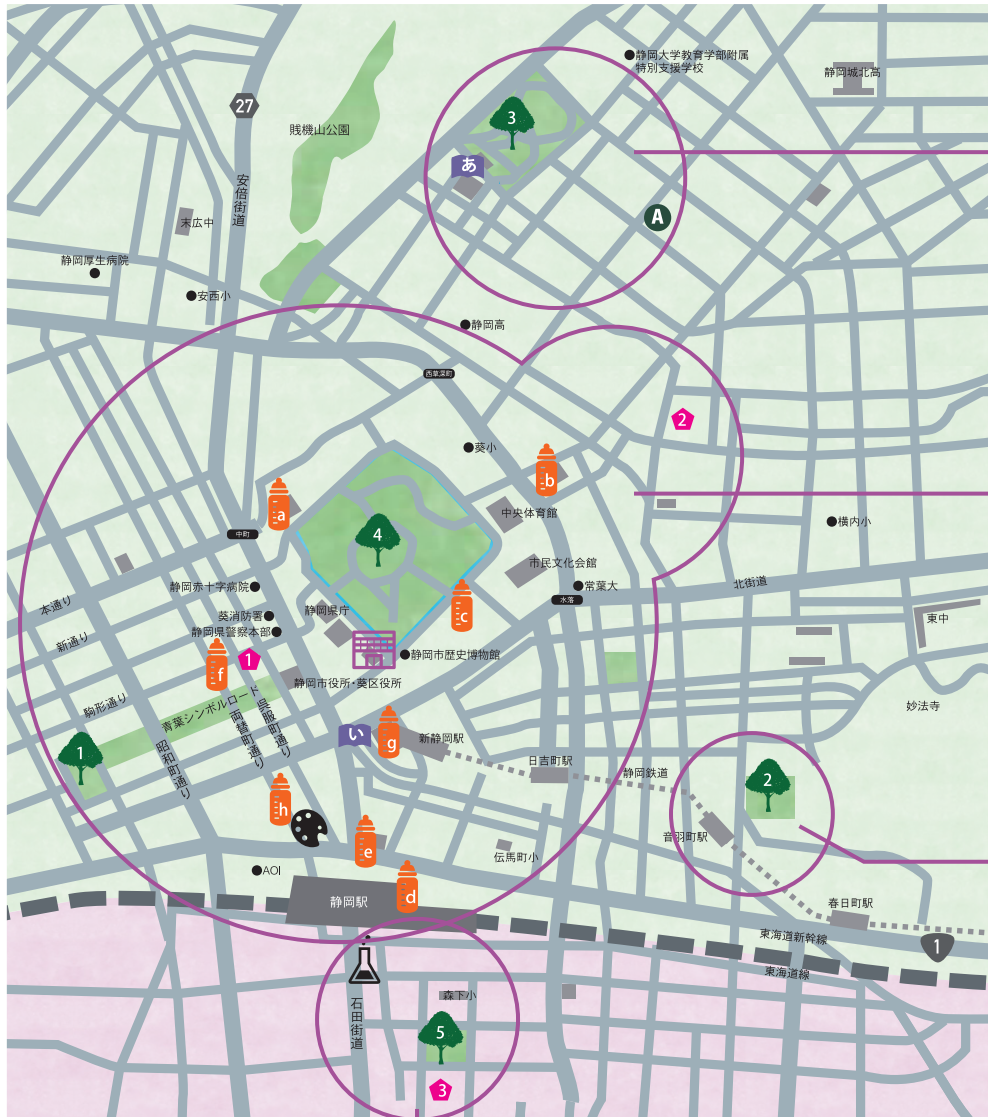 静岡大学教育学部附属
特別支援学校
静岡城北高
27
賎機山公園
3
あ
安倍街道
末広中
A
静岡厚生病院
安西小
静岡高
西草深町
2
葵小
b
a
中央体育館
4
中町
横内小
市民文化会館
静岡赤十字病院
常葉大
北街道
水落
本通り
静岡県庁
c
葵消防署
静岡県警察本部
東中
新通り
f
1
静岡市歴史博物館
静岡市役所・葵区役所
駒形通り
青葉シンボルロード
呉服町通り
両替町通り
昭和町通り
妙法寺
い
g
新静岡駅
1
日吉町駅
静岡鉄道
2
h
音羽町駅
e
伝馬町小
AOI
d
静岡駅
春日町駅
東海道新幹線
1
東海道線
石田街道
森下小
5
3